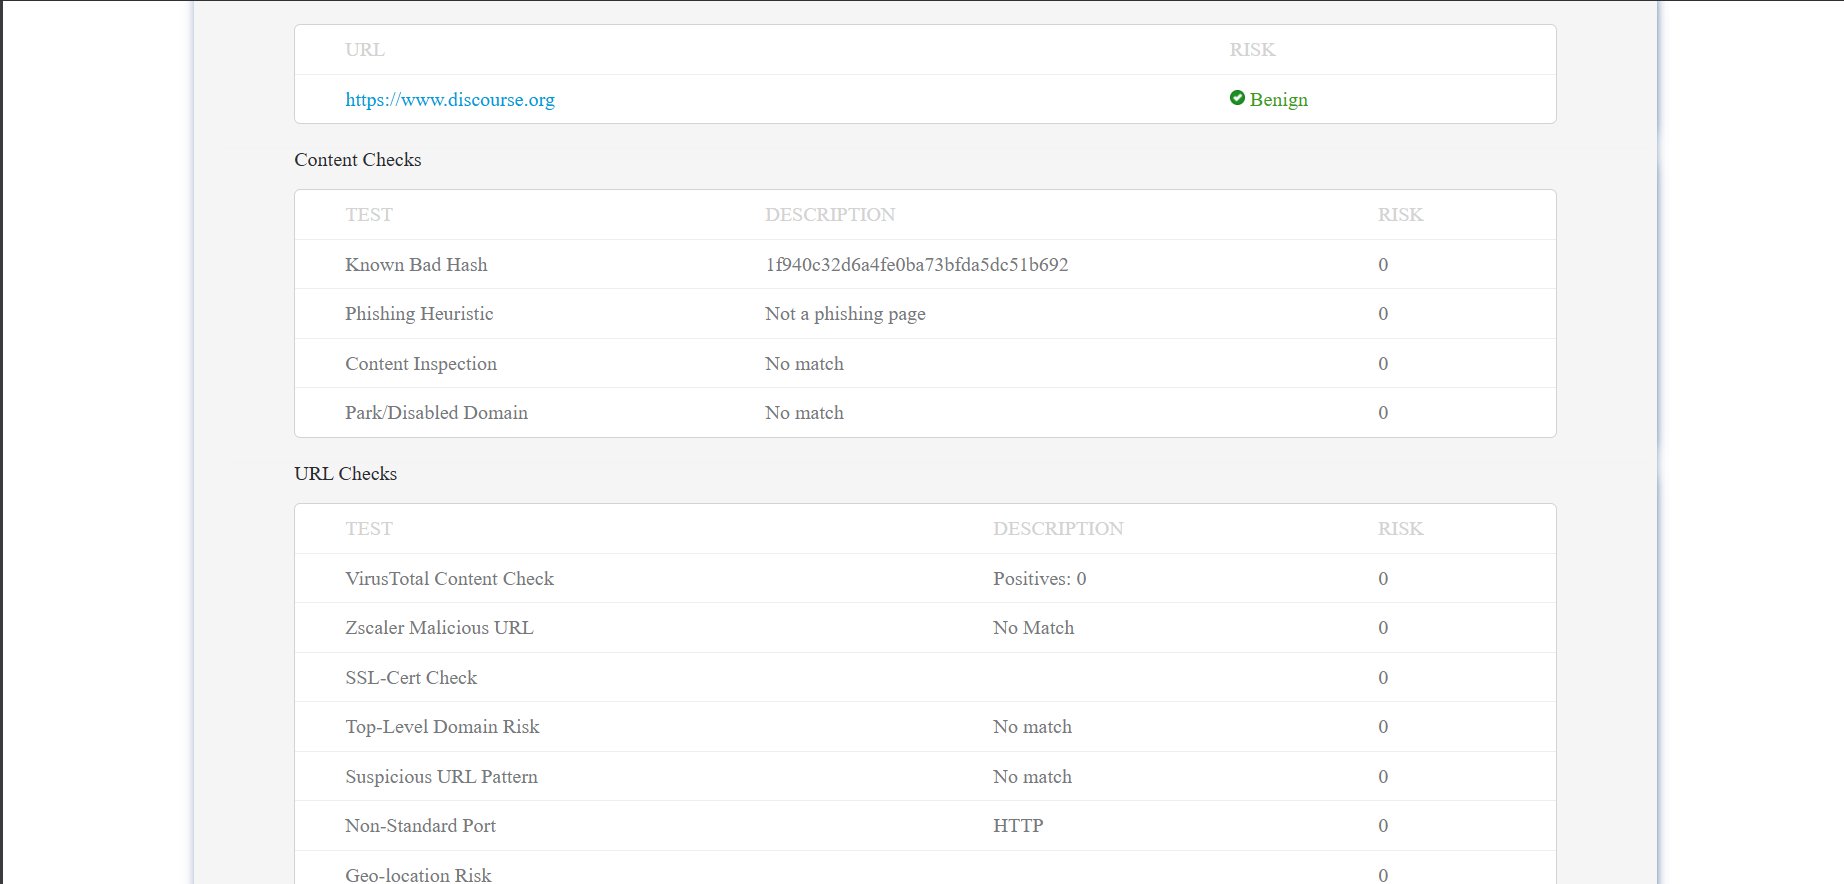 URL RISK
https://www.discourse.org Benign
Content Checks
TEST DESCRIPTION RISK
Known Bad Hash 1f940c32d6a4fe0ba73bfda5dc51b692 0
Phishing Heuristic Not a phishing page 0
Content Inspection No match 0
Park/Disabled Domain No match 0
URL Checks
TEST DESCRIPTION RISK
VirusTotal Content Check Positives: 0 0
Zscaler Malicious URL No Match 0
SSL-Cert Check 0
Top-Level Domain Risk No match 0
Suspicious URL Pattern No match 0
Non-Standard Port HTTP 0
Geo-location Risk 0